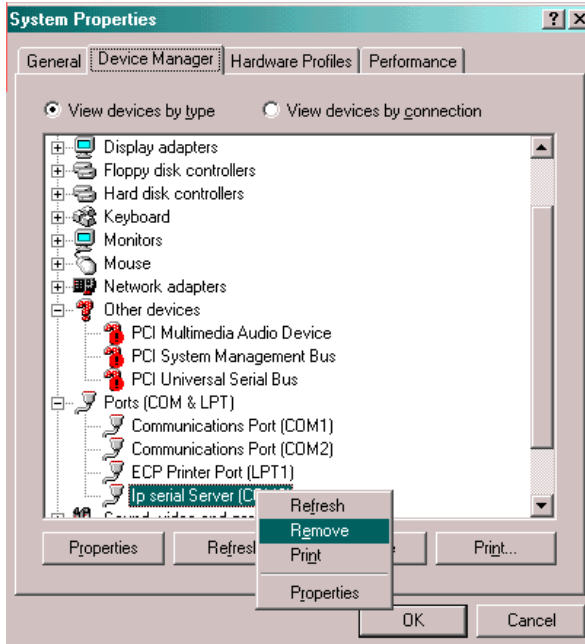 System Properties
General Device Manager Hardware Profiles Performance
View devices by type View devices by connection
Display adapters
Floppy disk controllers
Hard disk controllers
Keyboard
Monitors
Mouse
Network adapters
Other devices
PCI Multimedia Audio Device
PCI System Management Bus
PCI Universal Serial Bus
Ports (COM & LPT)
Communications Port (COM1)
Communications Port (COM2)
ECP Printer Port (LPT1)
Ip serial Server
Refresh
Remove
Print
Properties
Properties Print...
OK Cancel